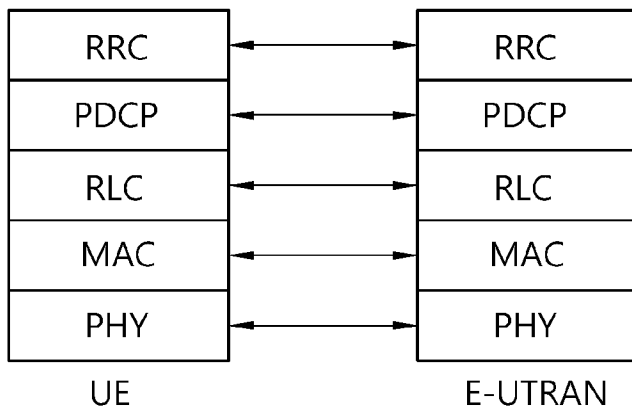 RRC RRC
PDCP PDCP
RLC RLC
MAC MAC
PHY PHY
UE E-UTRAN